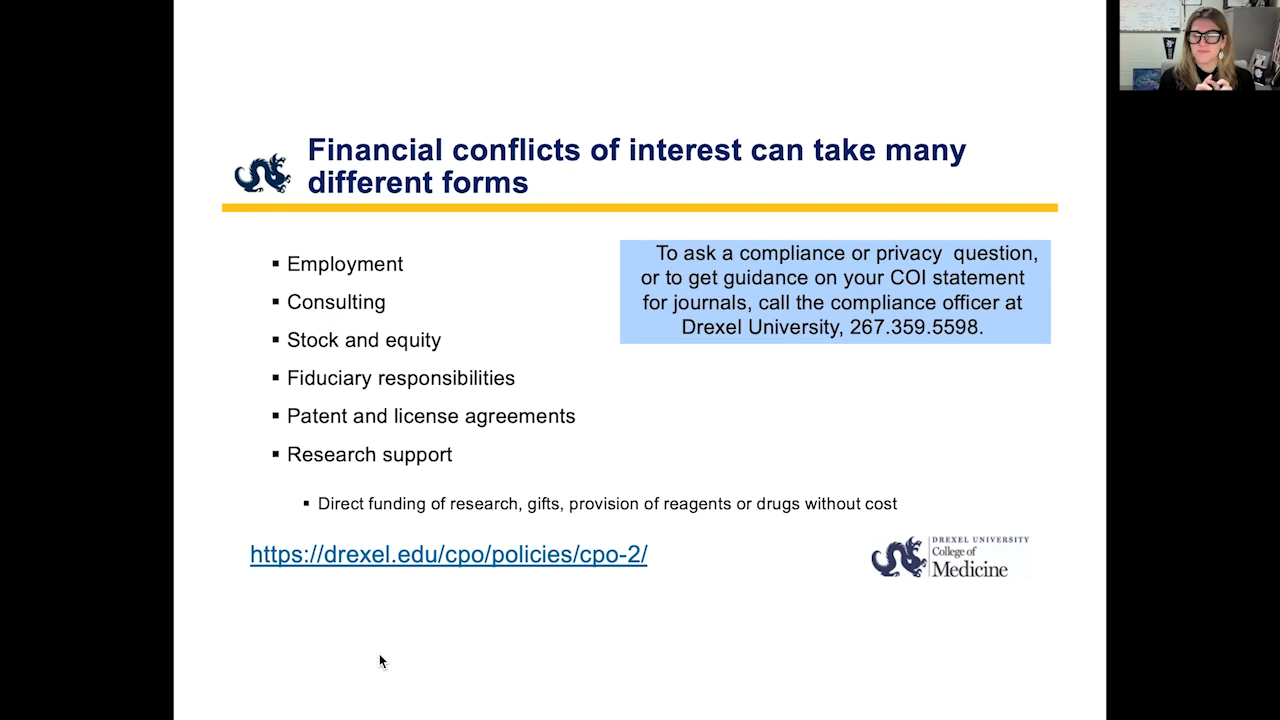 Financial conflicts of interest can take many
different forms
▪ Employment
▪ Consulting
▪ Stock and equity
▪ Fiduciary responsibilities
▪ Patent and license agreements
▪ Research support
▪ Direct funding of research, gifts, provision of reagents or drugs without cost
To ask a compliance or privacy  question,
or to get guidance on your COI statement
for journals, call the compliance officer at
Drexel University, 267.359.5598.
https://drexel.edu/cpo/policies/cpo-2/
DREXEL UNIVERSITY
College of
Medicine